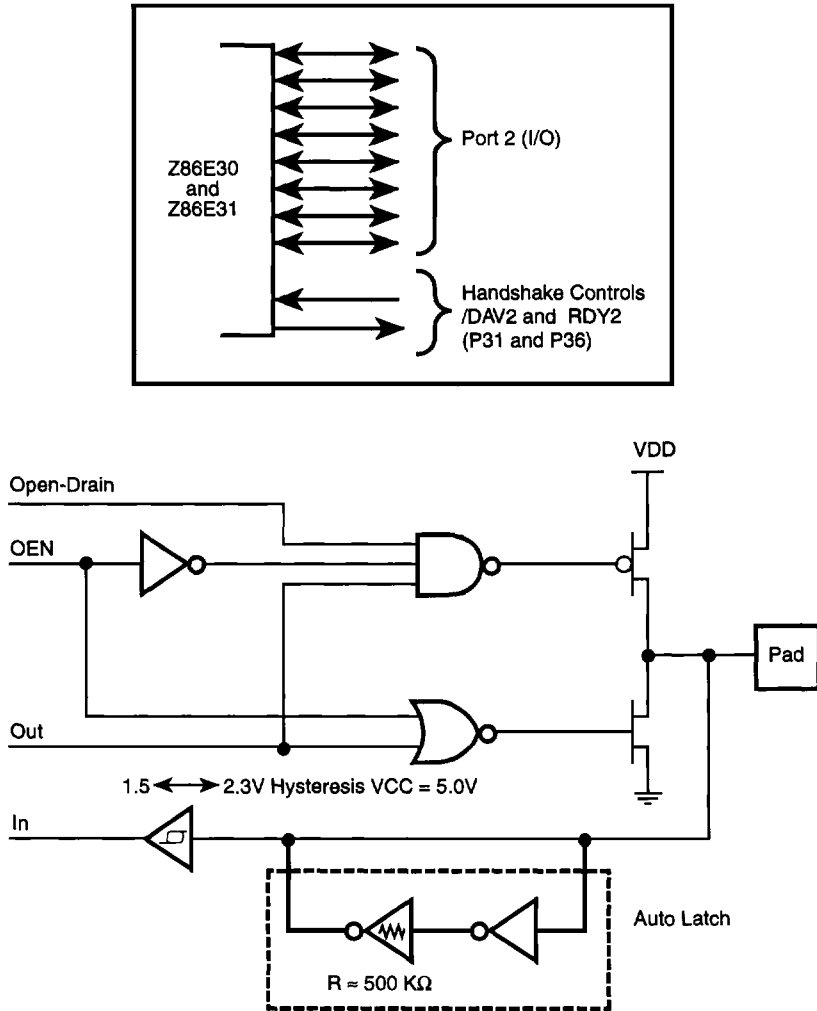 Z86E30
and
Z86E31
Port 2 (I/O)
Handshake Controls
/DAV2 and RDY2
(P31 and P36)
VDD
Open-Drain
OEN
Pad
Out
1.5 2.3V Hysteresis VCC = 5.0V
In
Auto Latch
R ≈ 500 KΩ